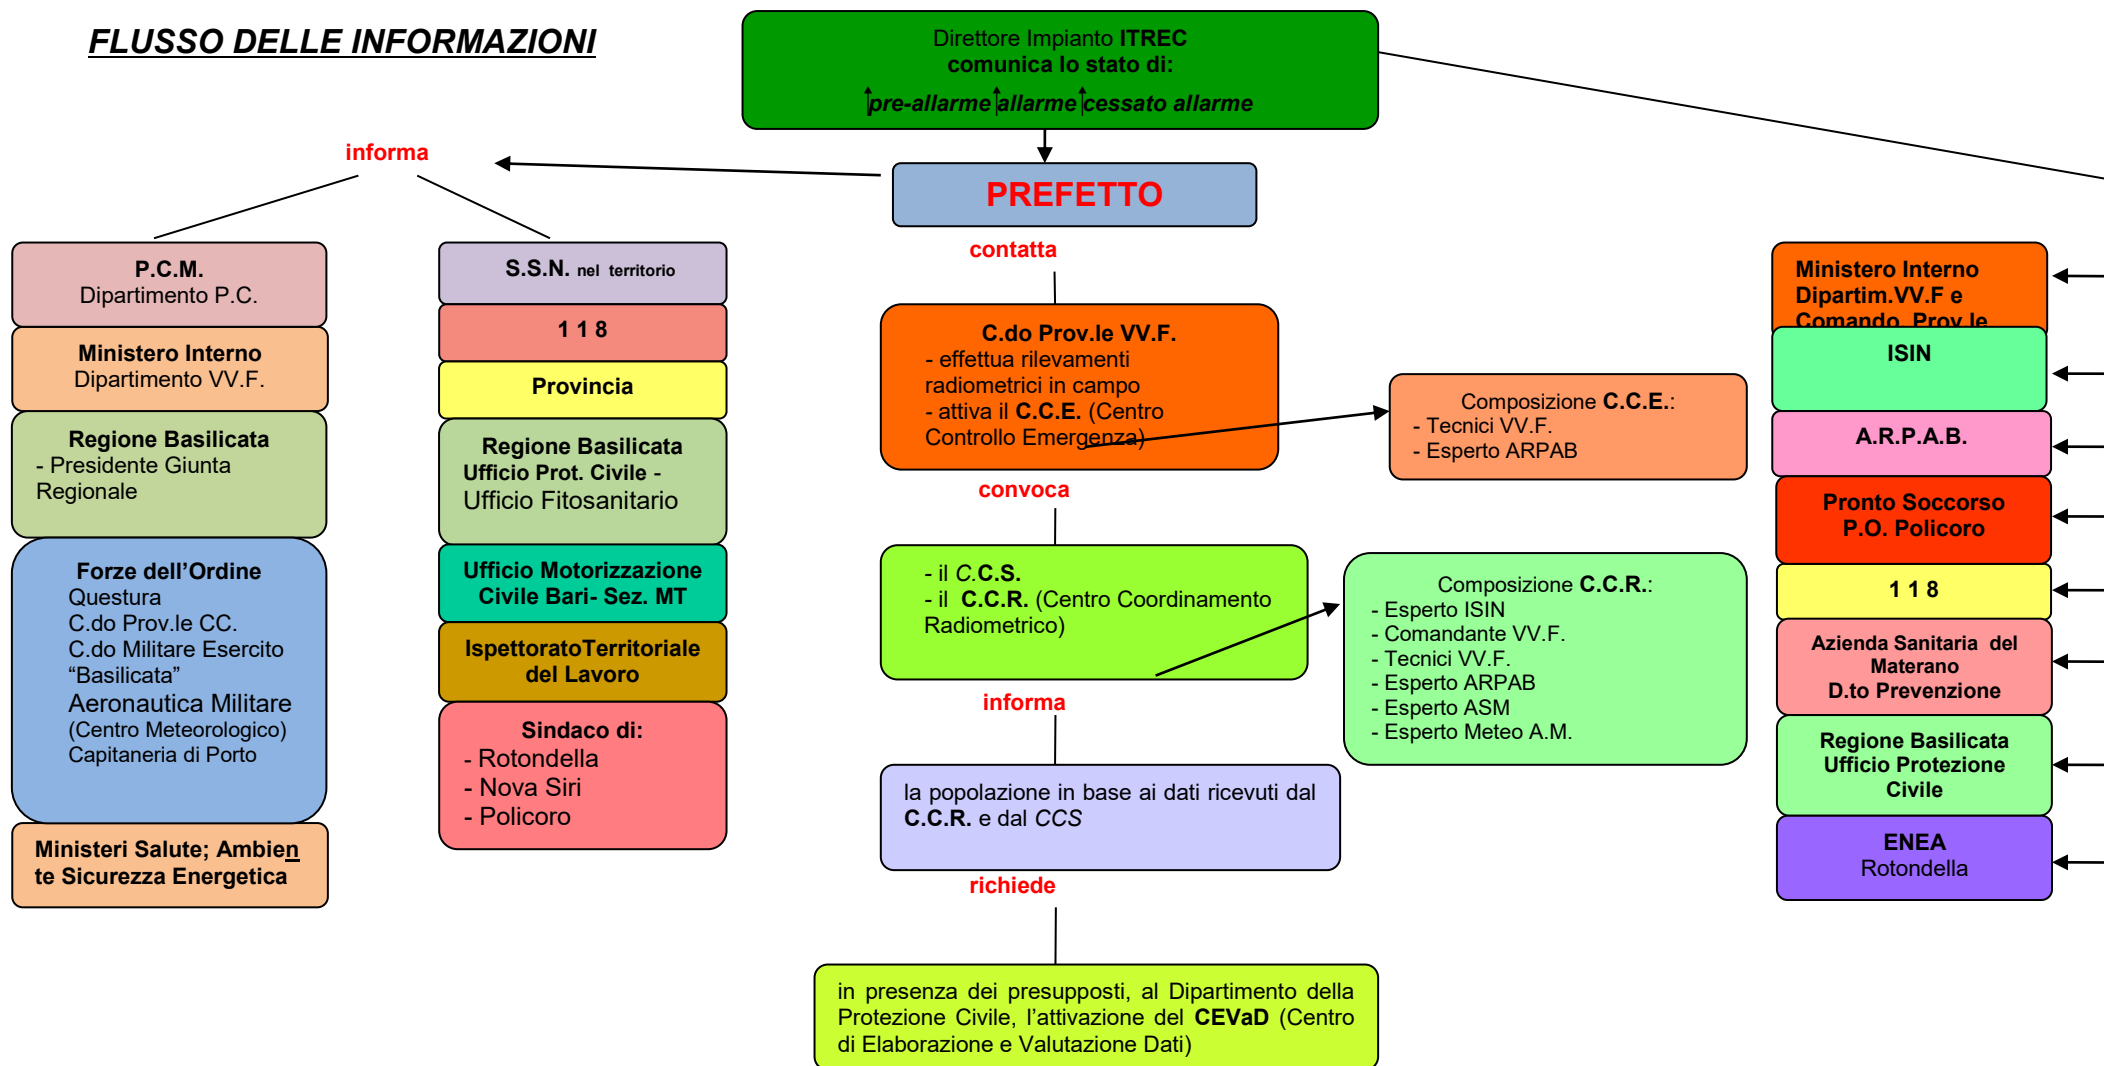 FLUSSO DELLE INFORMAZIONI
Direttore Impianto ITREC
comunica lo stato di:
pre-allarme allarme cessato allarme
informa
PREFETTO
P.C.M.
Dipartimento P.C.
Ministero Interno
Dipartimento VV.F.
Regione Basilicata
- Presidente Giunta
Regionale
Forze dell’Ordine
Questura
C.do Prov.le CC.
C.do Militare Esercito
“Basilicata”
Aeronautica Militare
(Centro Meteorologico)
Capitaneria di Porto
Ministeri Salute; Ambien
te Sicurezza Energetica
S.S.N. nel territorio
1 1 8
Provincia
Regione Basilicata
Ufficio Prot. Civile -
Ufficio Fitosanitario
Ufficio Motorizzazione
Civile Bari- Sez. MT
IspettoratoTerritoriale
del Lavoro
Sindaco di:
- Rotondella
- Nova Siri
- Policoro
contatta
C.do Prov.le VV.F.
- effettua rilevamenti
radiometrici in campo
- attiva il C.C.E. (Centro
Controllo Emergenza)
Composizione C.C.E.:
- Tecnici VV.F.
- Esperto ARPAB
convoca
- il C.C.S.
- il C.C.R. (Centro Coordinamento
Radiometrico)
Composizione C.C.R.:
- Esperto ISIN
- Comandante VV.F.
- Tecnici VV.F.
- Esperto ARPAB
- Esperto ASM
- Esperto Meteo A.M.
informa
la popolazione in base ai dati ricevuti dal
C.C.R. e dal CCS
richiede
in presenza dei presupposti, al Dipartimento della
Protezione Civile, l’attivazione del CEVaD (Centro
di Elaborazione e Valutazione Dati)
Ministero Interno
Dipartim.VV.F e
Comando Prov.le
ISIN
A.R.P.A.B.
Pronto Soccorso
P.O. Policoro
1 1 8
Azienda Sanitaria del
Materano
D.to Prevenzione
Regione Basilicata
Ufficio Protezione
Civile
ENEA
Rotondella